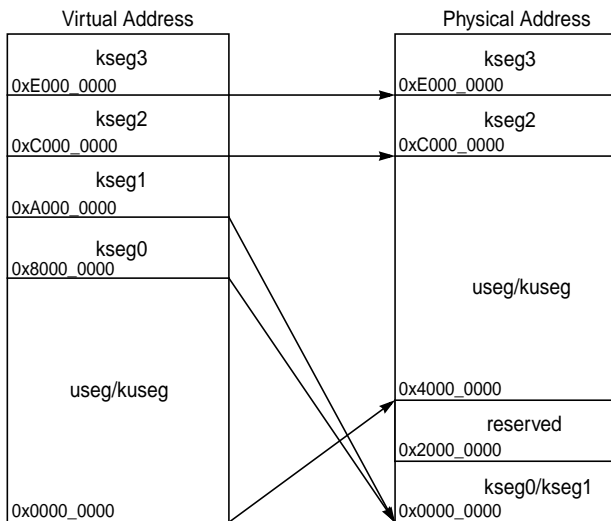 Virtual Address
kseg3
0xE000_0000
kseg2
0xC000_0000
kseg1
0xA000_0000
kseg0
0x8000_0000
useg/kuseg
0x0000_0000
Physical Address
kseg3
0xE000_0000
kseg2
0xC000_0000
useg/kuseg
0x4000_0000
reserved
0x2000_0000
kseg0/kseg1
0x0000_0000